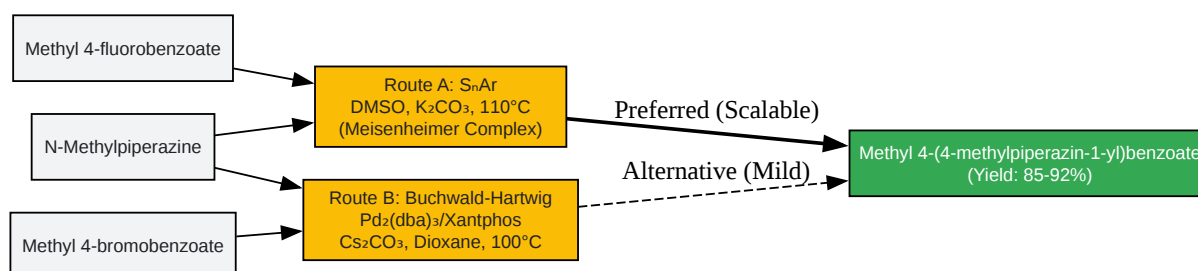 Methyl 4-fluorobenzoate
N-Methylpiperazine
Methyl 4-bromobenzoate
Route A: SₙAr
DMSO, K₂CO₃, 110°C
(Meisenheimer Complex)
Route B: Buchwald-Hartwig
Pd₂(dba)₃/Xantphos
Cs₂CO₃, Dioxane, 100°C
Preferred (Scalable)
Alternative (Mild)
Methyl 4-(4-methylpiperazin-1-yl)benzoate
(Yield: 85-92%)